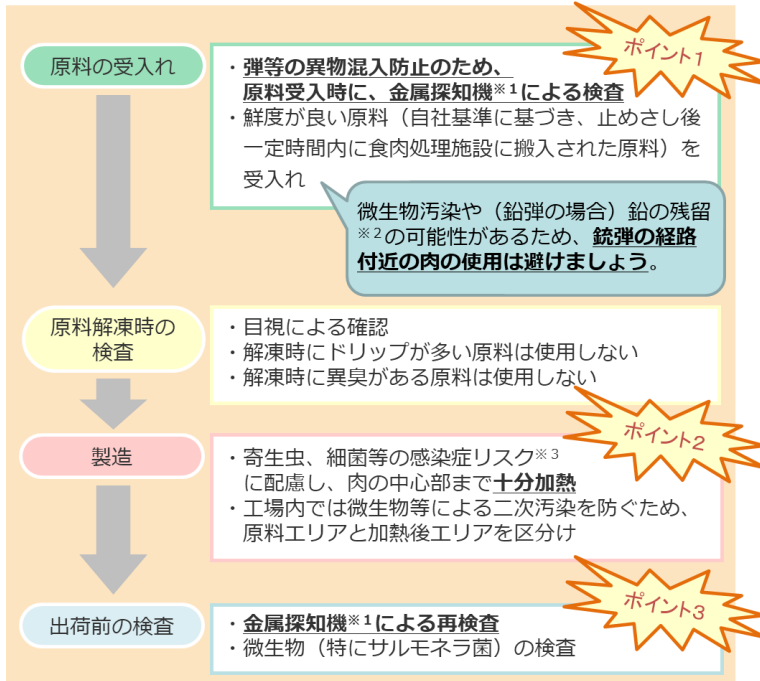 ポイント1
原料の受入れ
・弾等の異物混入防止のため、
原料受入時に、金属探知機※1による検査
・鮮度が良い原料（自社基準に基づき、止めさし後
一定時間内に食肉処理施設に搬入された原料）を
受入れ
微生物汚染や（鉛弾の場合）鉛の残留
※2の可能性があるため、銃弾の経路
付近の肉の使用は避けましょう。
原料解凍時の
検査
・目視による確認
・解凍時にドリップが多い原料は使用しない
・解凍時に異臭がある原料は使用しない
ポイント2
製造
・寄生虫、細菌等の感染症リスク※3
に配慮し、肉の中心部まで十分加熱
・工場内では微生物等による二次汚染を防ぐため、
原料エリアと加熱後エリアを区分け
ポイント3
出荷前の検査
・金属探知機※1による再検査
・微生物（特にサルモネラ菌）の検査